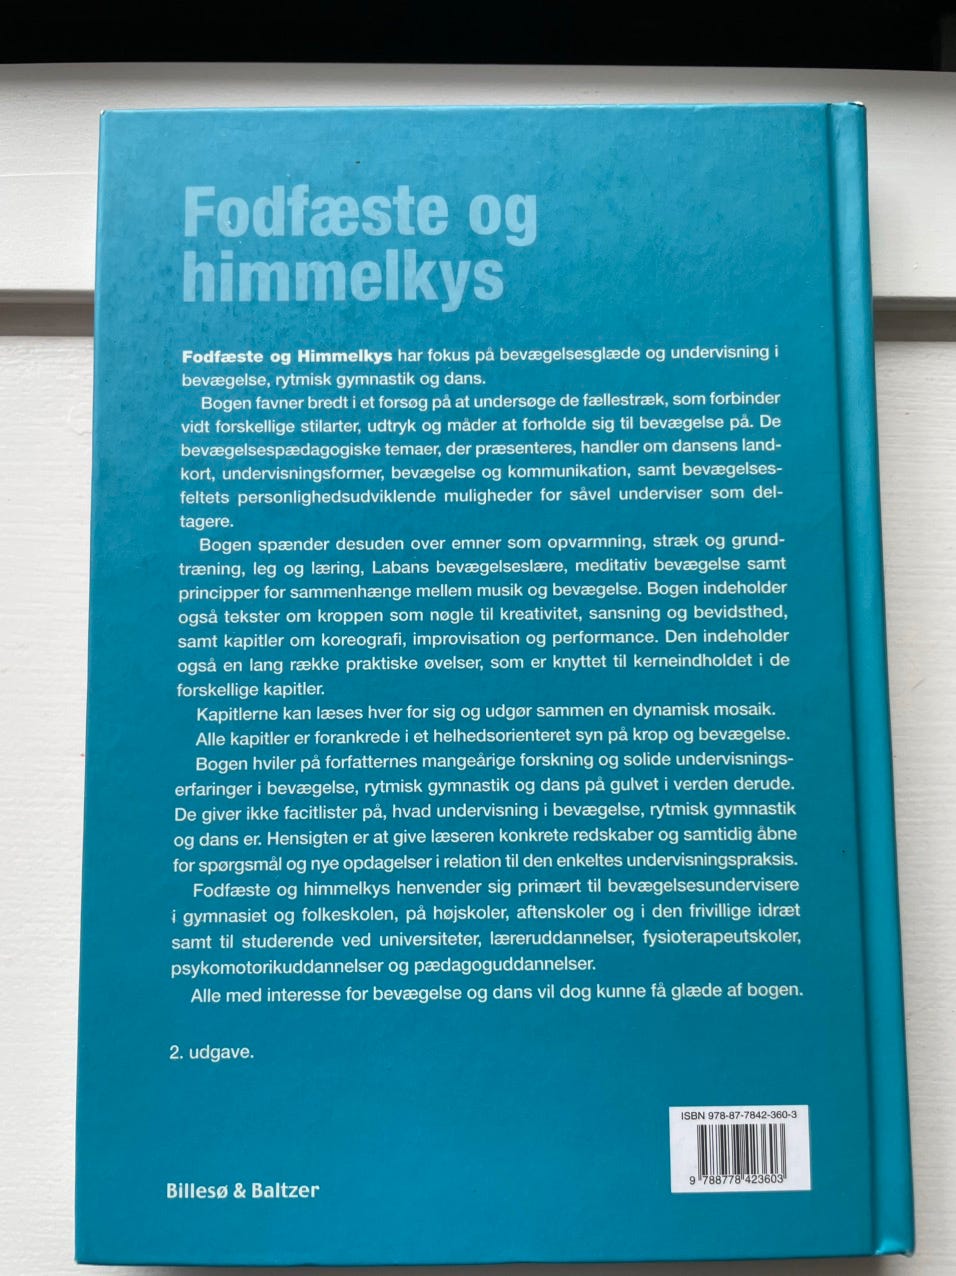 Fodfæste og
himmelkys
Fodfæste og Himmelkys har fokus på bevægelsesglæde og undervisning i
bevægelse, rytmisk gymnastik og dans.
Bogen favner bredt i et forsøg på at undersøge de fællestræk, som forbinder
vidt forskellige stilarter, udtryk og måder at forholde sig til bevægelse på. De
bevægelsespædagogiske temaer, der præsenteres, handler om dansens land-
kort, undervisningsformer, bevægelse og kommunikation, samt bevægelses-
feltets personlighedsudviklende muligheder for såvel underviser som del-
tagere.
Bogen spænder desuden over emner som opvarmning, stræk og grund-
træning, leg og læring, Labans bevægelseslære, meditativ bevægelse samt
principper for sammenhænge mellem musik og bevægelse. Bogen indeholder
også tekster om kroppen som nøgle til kreativitet, sansning og bevidsthed,
samt kapitler om koreografi, improvisation og performance. Den indeholder
også en lang række praktiske øvelser, som er knyttet til kerneindholdet i de
forskellige kapitler.
Kapitlerne kan læses hver for sig og udgør sammen en dynamisk mosaik.
Alle kapitler er forankrede i et helhedsorienteret syn på krop og bevægelse.
Bogen hviler på forfatternes mangeårige forskning og solide undervisnings-
erfaringer i bevægelse, rytmisk gymnastik og dans på gulvet i verden derude.
De giver ikke facitlister på, hvad undervisning i bevægelse, rytmisk gymnastik
og dans er. Hensigten er at give læseren konkrete redskaber og samtidig åbne
for spørgsmål og nye opdagelser i relation til den enkeltes undervisningspraksis.
Fodfæste og himmelkys henvender sig primært til bevægelsesundervisere
i gymnasiet og folkeskolen, på højskoler, aftenskoler og i den frivillige idræt
samt til studerende ved universiteter, læreruddannelser, fysioterapeutskoler,
psykomotorikuddannelser og pædagoguddannelser.
Alle med interesse for bevægelse og dans vil dog kunne få glæde af bogen.
2. udgave.
ISBN 978-87-7842-360-3
9 788778 423603
Billesø & Baltzer